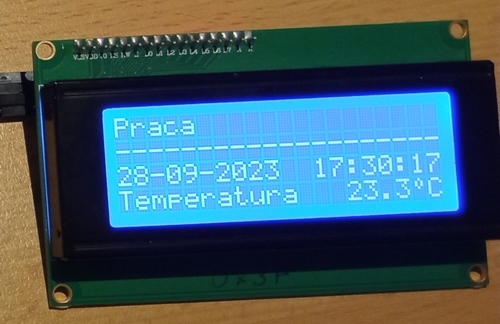 Praca
--------------------
28-09-2023 17:30:17
Temperatura 23.3°C